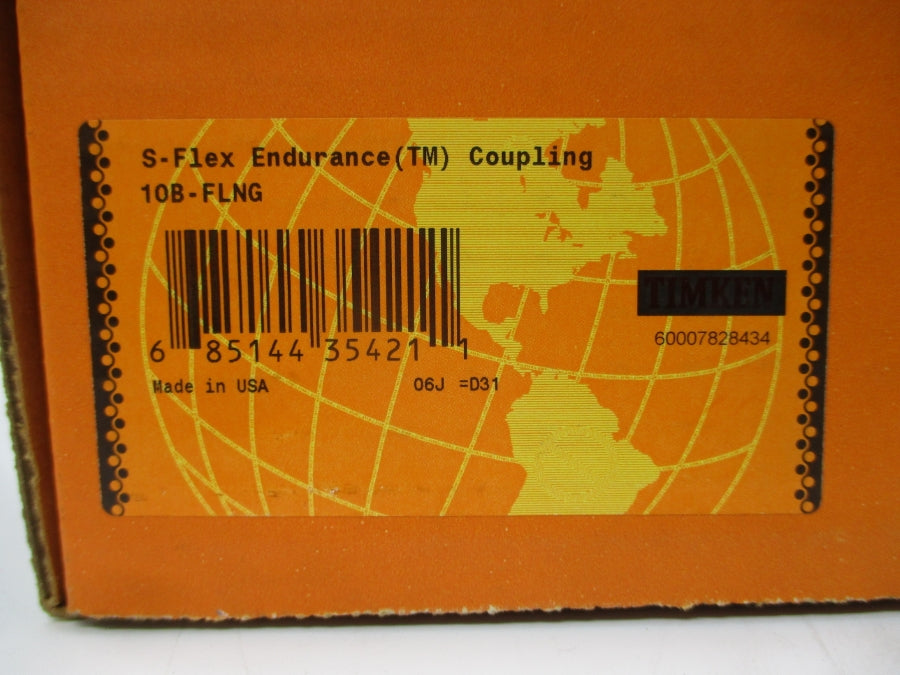 S-Flex Endurance(TM) Coupling
10B-FLNG
TIMKEN
60007828434
6 85144 35421 1
Made in USA 06J =D31